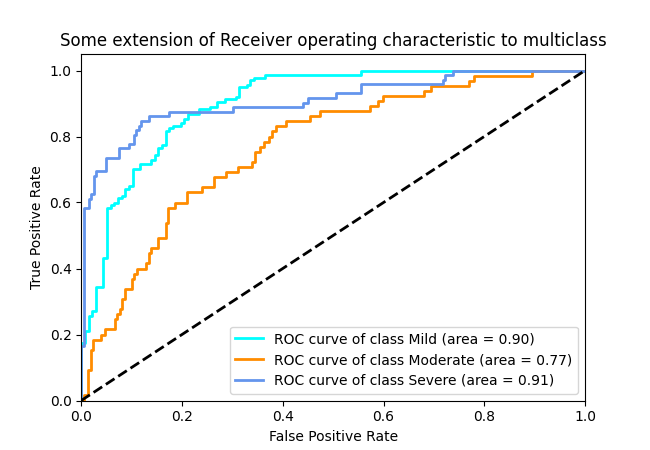 Some extension of Receiver operating characteristic to multiclass
1.0
0.8
0.6
0.4
0.2
0.0
True Positive Rate
ROC curve of class Mild (area = 0.90)
ROC curve of class Moderate (area = 0.77)
ROC curve of class Severe (area = 0.91)
0.0 0.2 0.4 0.6 0.8 1.0
False Positive Rate